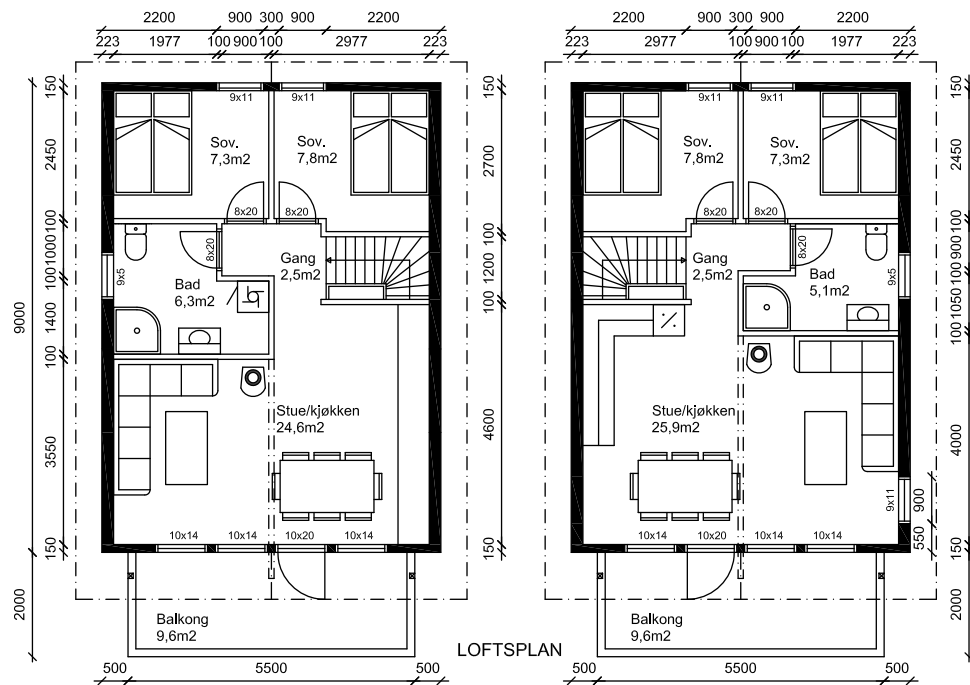 2200 900 300 900 2200
223 1977 100 900 100 2977 223
2200 900 300 900 2200
223 2977 100 900 100 1977 223
150
2450
100
1000
100
1400
100
3550
150
9000
2000
9x11 9x11
Sov.
7,3m2
Sov.
7,8m2
8x20 8x20
8x20
9x5
Bad
6,3m2
Gang
2,5m2
Stue/kjøkken
24,6m2
10x14 10x14 10x20 10x14
Balkong
9,6m2
500 5500 500
150
2700
100
1200
100
4600
150
9x11 9x11
Sov.
7,8m2
Sov.
7,3m2
8x20 8x20
8x20
9x5
Gang
2,5m2
Bad
5,1m2
Stue/kjøkken
25,9m2
9x11
10x14 10x20 10x14 10x14
Balkong
9,6m2
LOFTSPLAN
500 5500 500
900
550
150
2450
100
900
100
1050
100
4000
150
2000